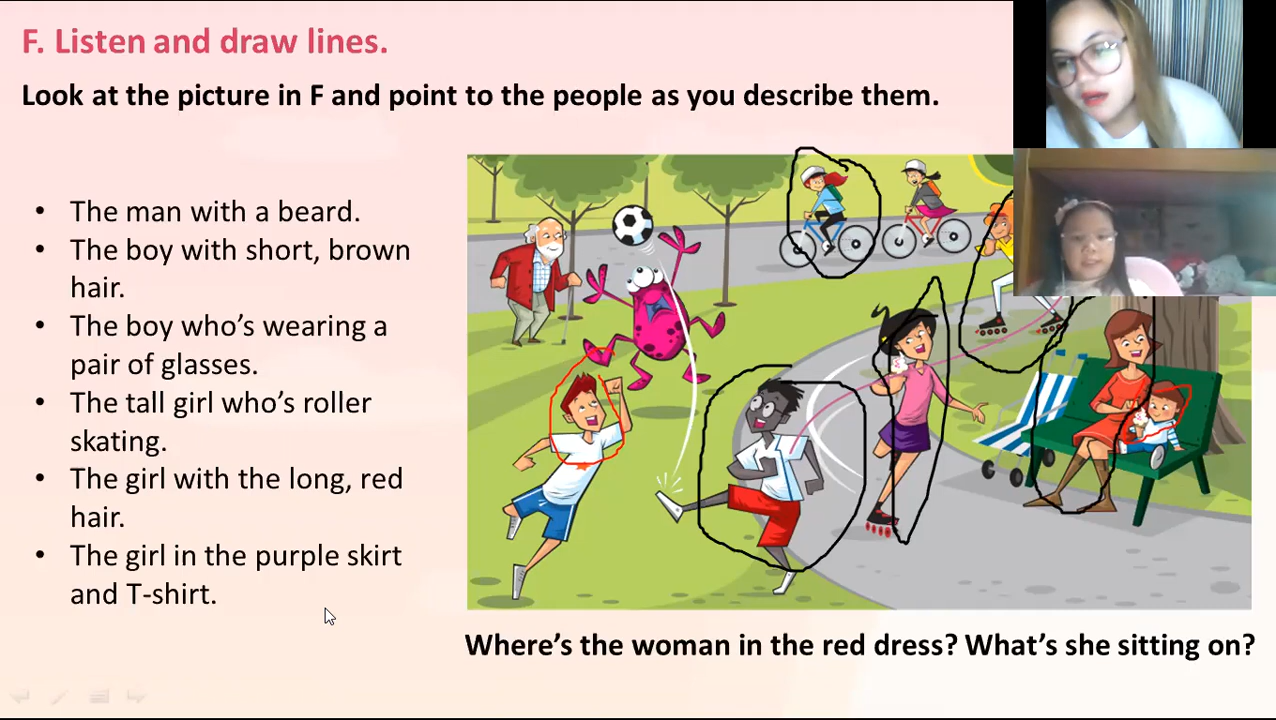 F. Listen and draw lines.
Look at the picture in F and point to the people as you describe them.
• The man with a beard.
• The boy with short, brown
hair.
• The boy who's wearing a
pair of glasses.
• The tall girl who's roller
skating.
• The girl with the long, red
hair.
• The girl in the purple skirt
and T-shirt.
Where's the woman in the red dress? What's she sitting on?